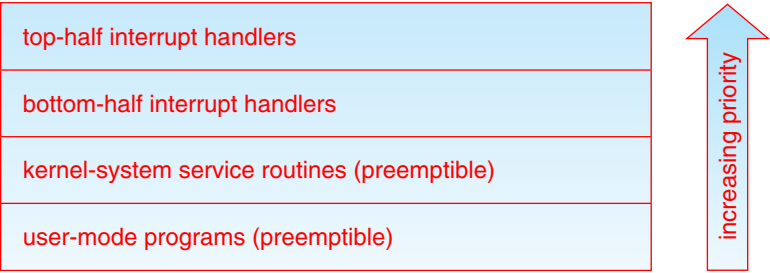 top-half interrupt handlers
bottom-half interrupt handlers
kernel-system service routines (preemptible)
user-mode programs (preemptible)
increasing priority